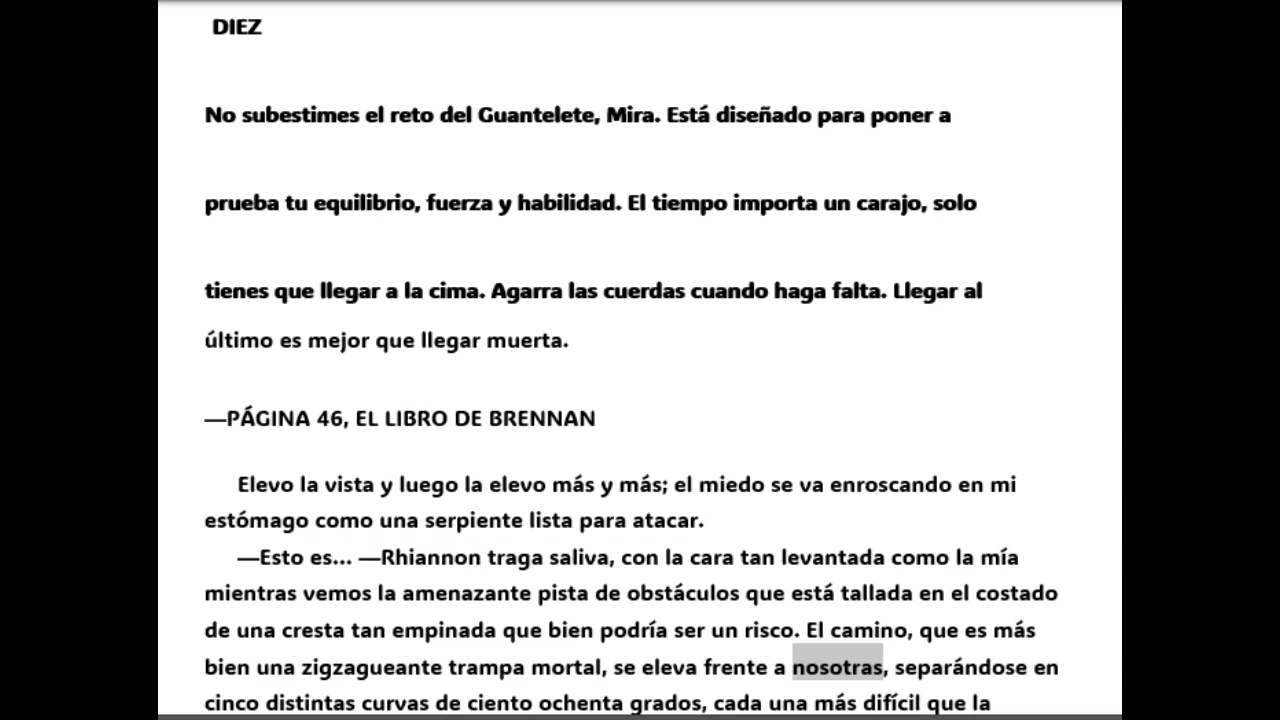 DIEZ
No subestimes el reto del Guantelete, Mira. Está diseñado para poner a
prueba tu equilibrio, fuerza y habilidad. El tiempo importa un carajo, solo
tienes que llegar a la cima. Agarra las cuerdas cuando haga falta. Llegar al
último es mejor que llegar muerta.
—PÁGINA 46, EL LIBRO DE BRENNAN
Elevo la vista y luego la elevo más y más; el miedo se va enroscando en mi
estómago como una serpiente lista para atacar.
—Esto es... —Rhiannon traga saliva, con la cara tan levantada como la mía
mientras vemos la amenazante pista de obstáculos que está tallada en el costado
de una cresta tan empinada que bien podría ser un risco. El camino, que es más
bien una zigzagueante trampa mortal, se eleva frente a nosotras, separándose en
cinco distintas curvas de ciento ochenta grados, cada una más difícil que la